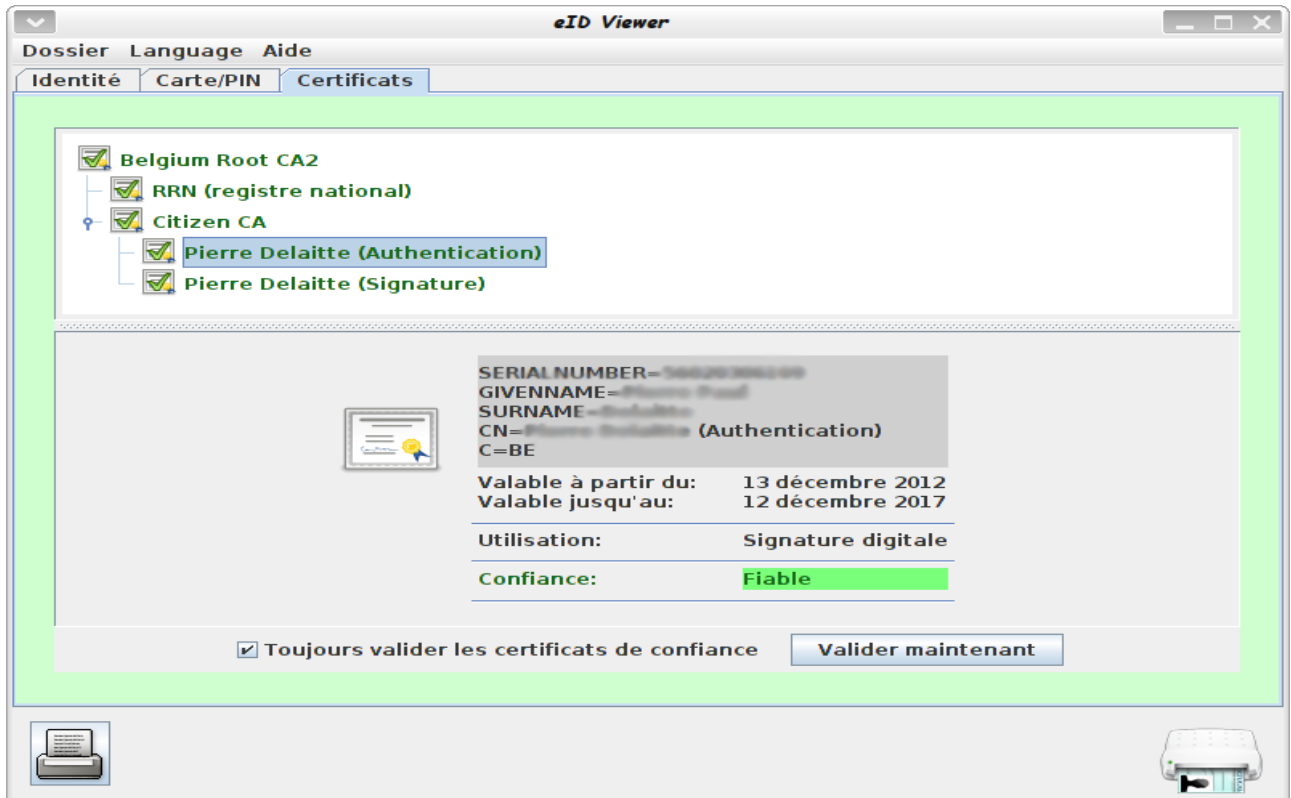 eID Viewer
Dossier Language Aide
Identité Carte/PIN Certificats
Belgium Root CA2
RRN (registre national)
Citizen CA
Pierre Delaitte (Authentication)
Pierre Delaitte (Signature)
SERIALNUMBER=
GIVENNAME=
SURNAME=
CN= (Authentication)
C=BE
Valable à partir du: 13 décembre 2012
Valable jusqu'au: 12 décembre 2017
Utilisation: Signature digitale
Confiance: Fiable
Toujours valider les certificats de confiance Valider maintenant